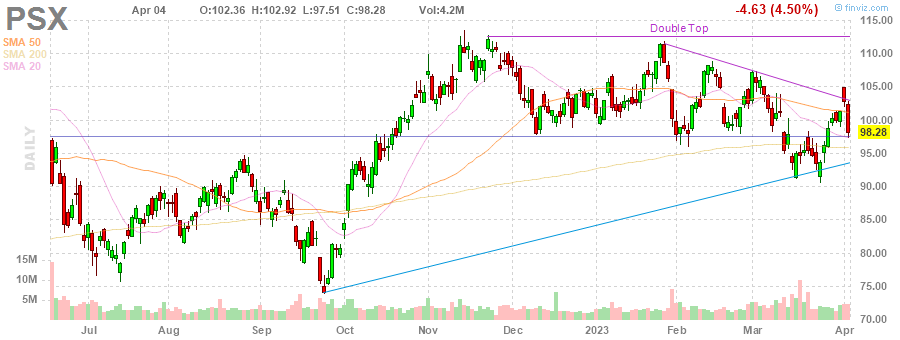 PSX Apr 04 O:102.36 H:102.92 L:97.51 C:98.28 Vol:4.2M -4.63 (4.50%) @ finviz.com
SMA 50
SMA 200
SMA 20
Double Top
DAILY
115.00
110.00
105.00
100.00
98.28
95.00
90.00
85.00
80.00
75.00
70.00
15M
10M
5M
Jul Aug Sep Oct Nov Dec 2023 Feb Mar Apr